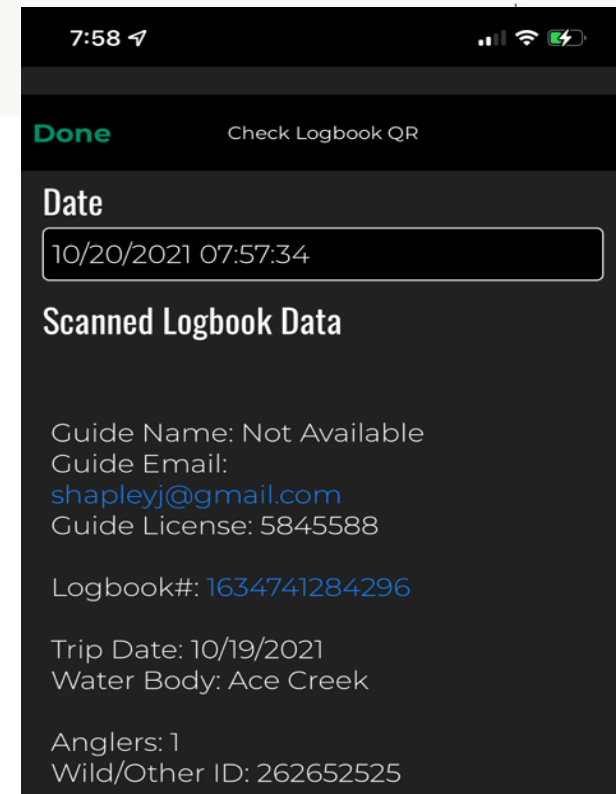 7:58
Done
Check Logbook QR
Date
10/20/2021 07:57:34
Scanned Logbook Data
Guide Name: Not Available
Guide Email:
shapleyj@gmail.com
Guide License: 5845588
Logbook#: 1634741284296
Trip Date: 10/19/2021
Water Body: Ace Creek
Anglers: 1
Wild/Other ID: 262652525